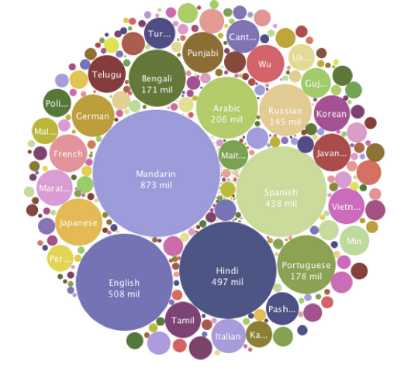 Tur...
Cant...
Punjabi
Wu
Uk...
Telugu
Bengali
171 mil
Guj...
Poli...
German
Arabic
206 mil
Russian
145 mil
Korean
Mal...
French
Mait...
Javan...
Mandarin
873 mil
Marat...
Spanish
438 mil
Vietn...
Japanese
Min
Per...
English
508 mil
Hindi
497 mil
Portuguese
178 mil
Pash...
Tamil
Italian
Ka...